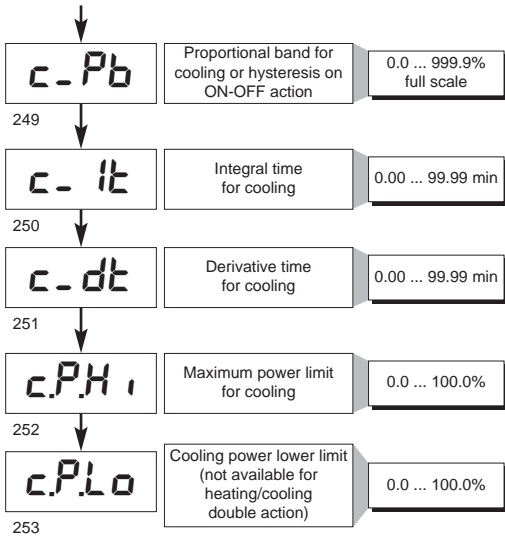 c_Pb
Proportional band for
cooling or hysteresis on
ON-OFF action
0.0 ... 999.9%
full scale
249
c_ It
Integral time
for cooling
0.00 ... 99.99 min
250
c_dt
Derivative time
for cooling
0.00 ... 99.99 min
251
c.P.H i
Maximum power limit
for cooling
0.0 ... 100.0%
252
c.P.Lo
Cooling power lower limit
(not available for
heating/cooling
double action)
0.0 ... 100.0%
253